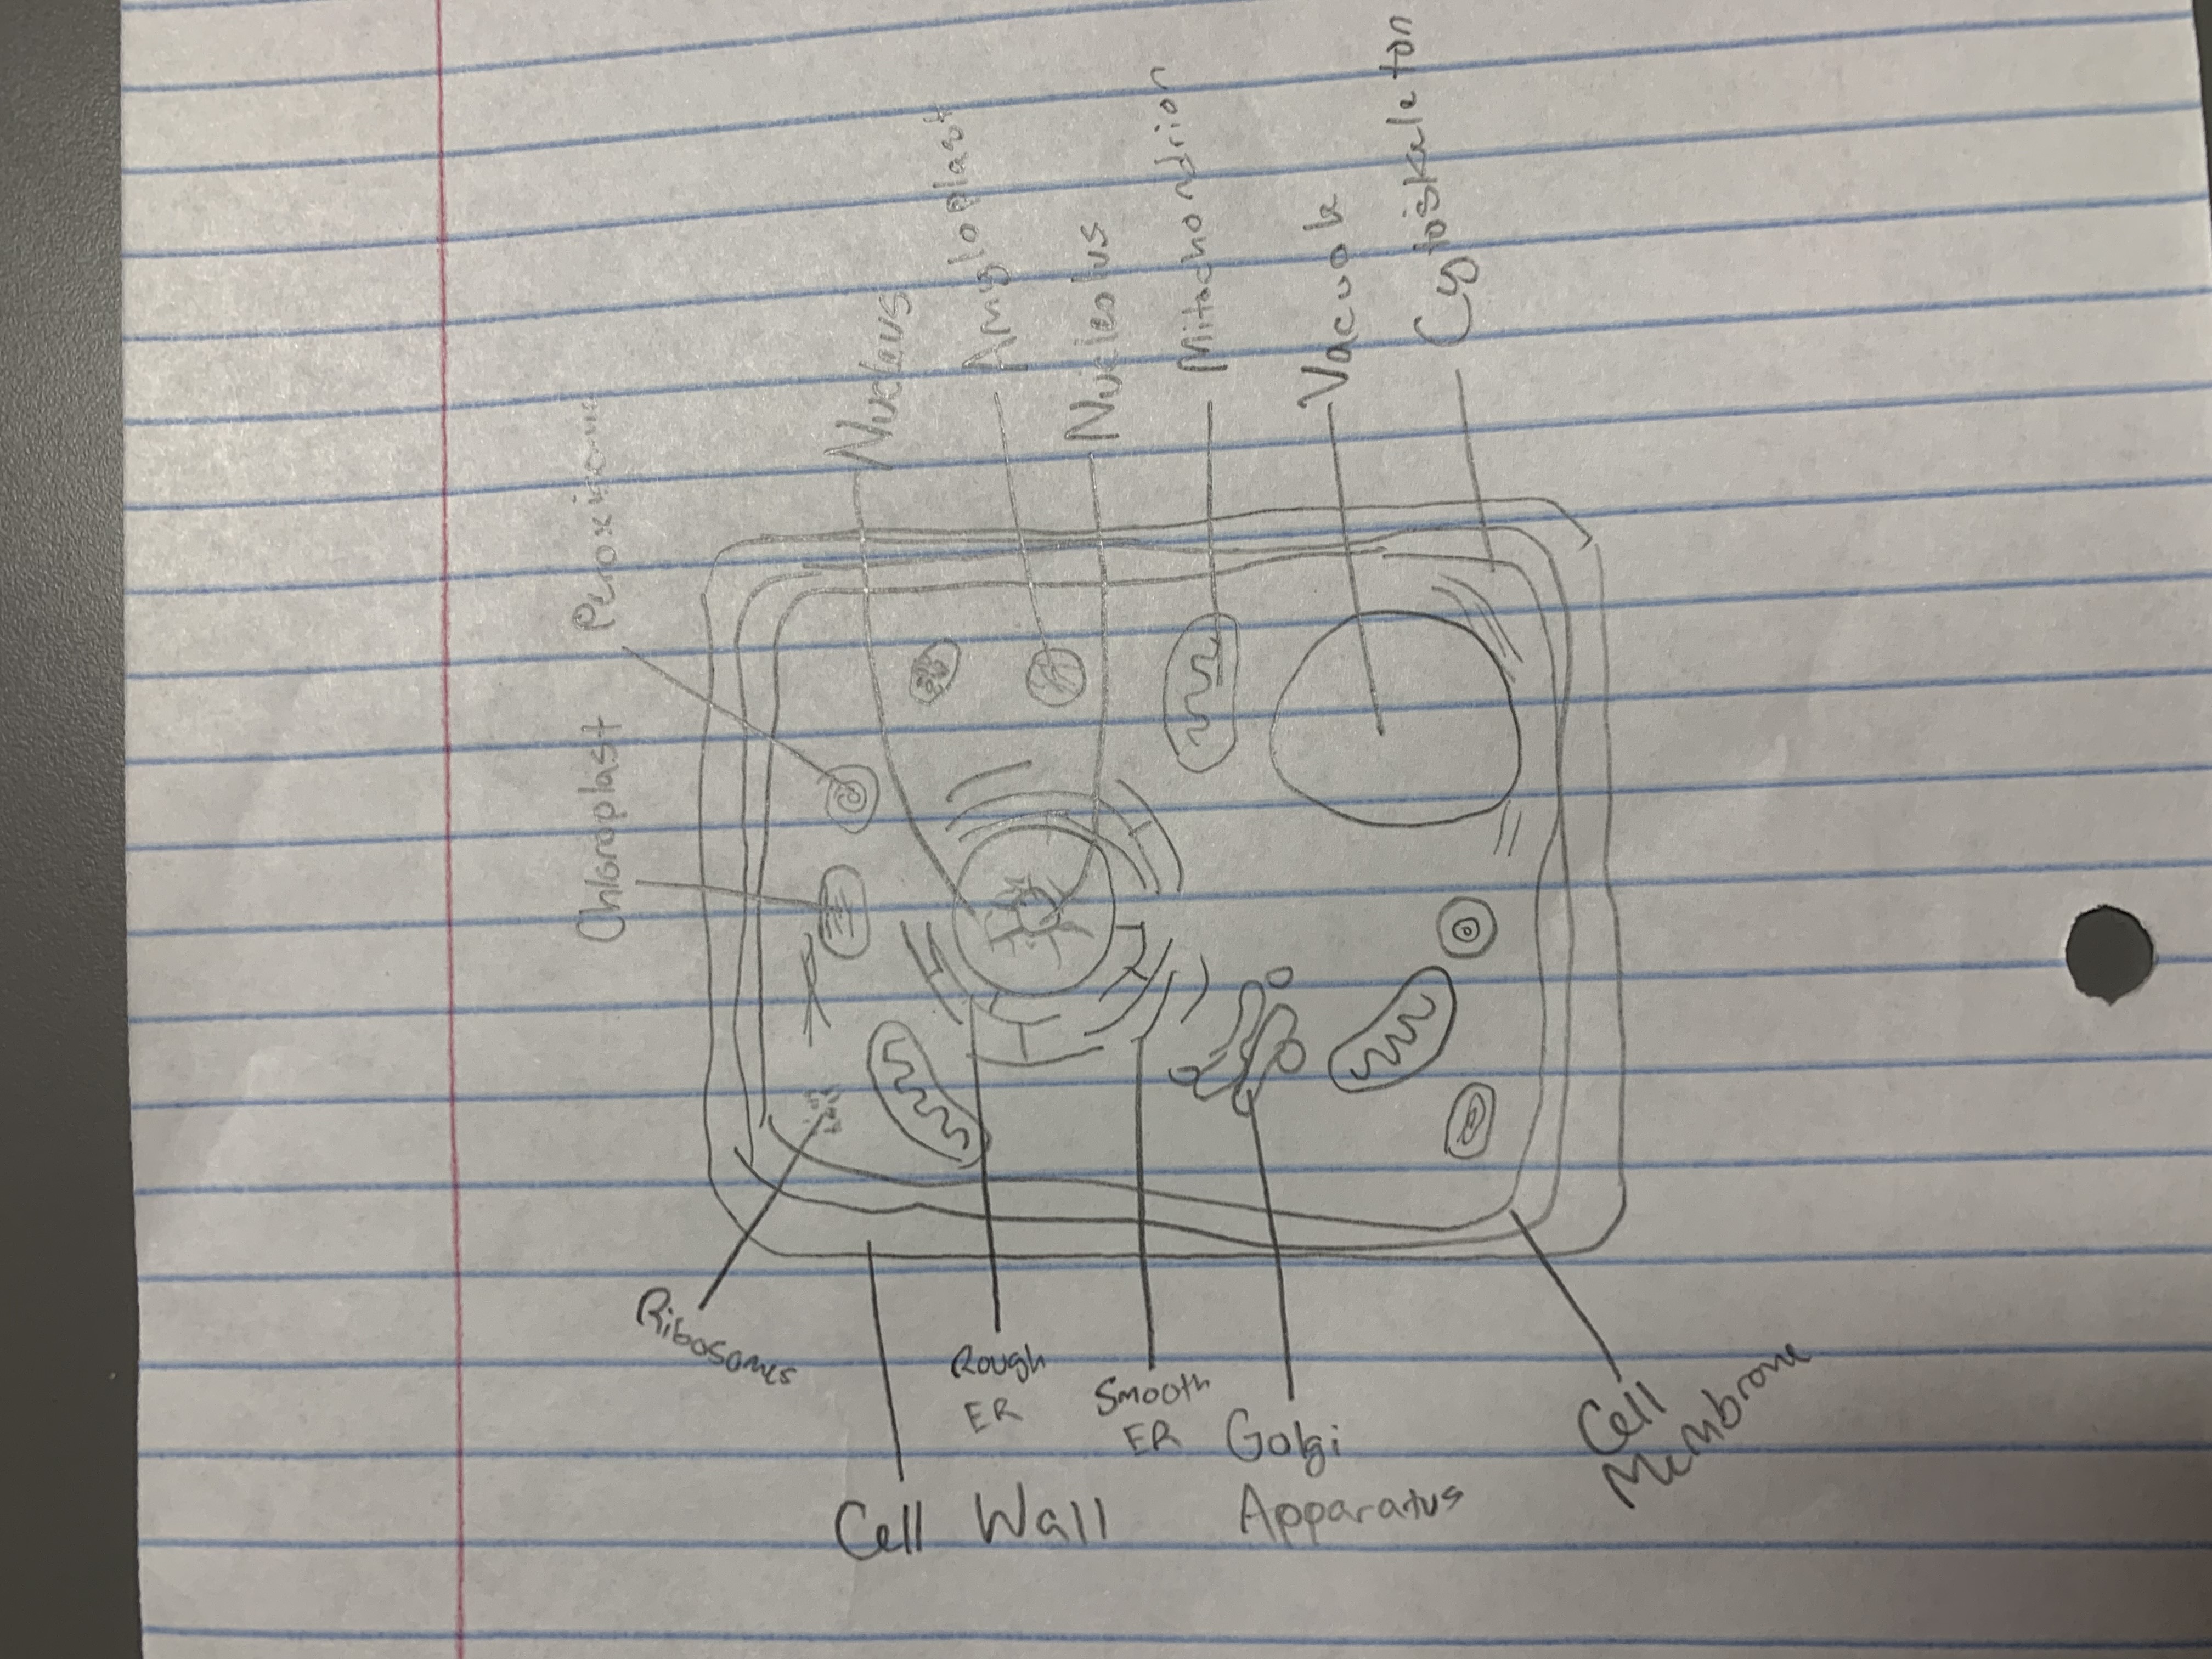 Chloroplast
Peroxisome
Ribosomes
Nucleus
Cell Wall
Amyloplast
Rough
ER
Nucleolus
Smooth
ER
Mitochondrion
Golgi
Apparatus
Vacuole
Cytoskeleton
Cell
Membrane